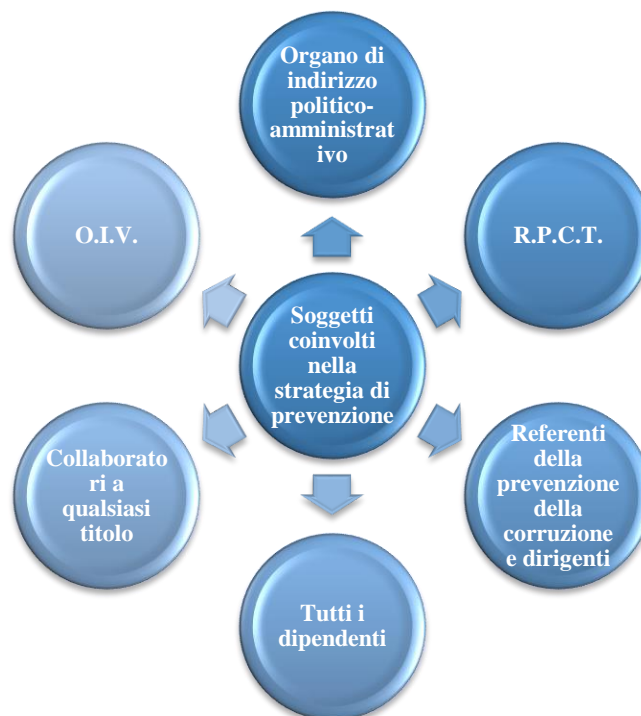 Organo di
indirizzo
politico-
amministrat
ivo
O.I.V.
R.P.C.T.
Soggetti
coinvolti
nella
strategia di
prevenzione
Collaborato
ri a
qualsiasi
titolo
Referenti
della
prevenzione
della
corruzione
e dirigenti
Tutti i
dipendenti